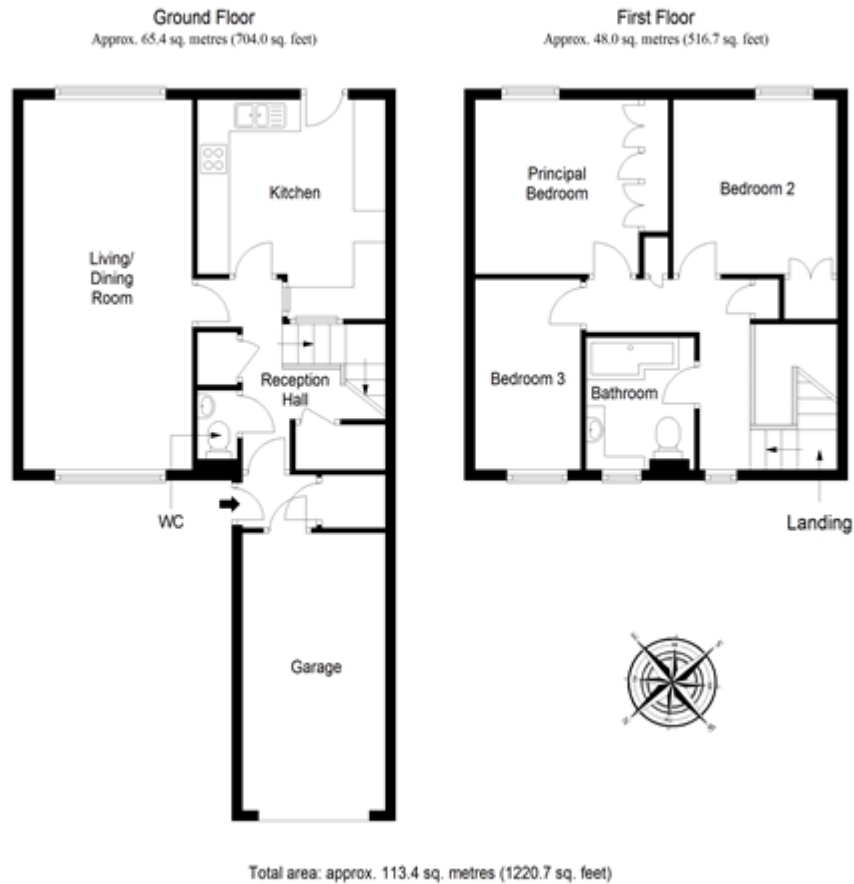 Ground Floor
Approx. 65.4 sq. metres (704.0 sq. feet)
First Floor
Approx. 48.0 sq. metres (516.7 sq. feet)
Kitchen
Living/
Dining
Room
Reception
Hall
WC
Garage
Principal
Bedroom
Bedroom 2
Bedroom 3
Bathroom
Landing
Total area: approx. 113.4 sq. metres (1220.7 sq. feet)